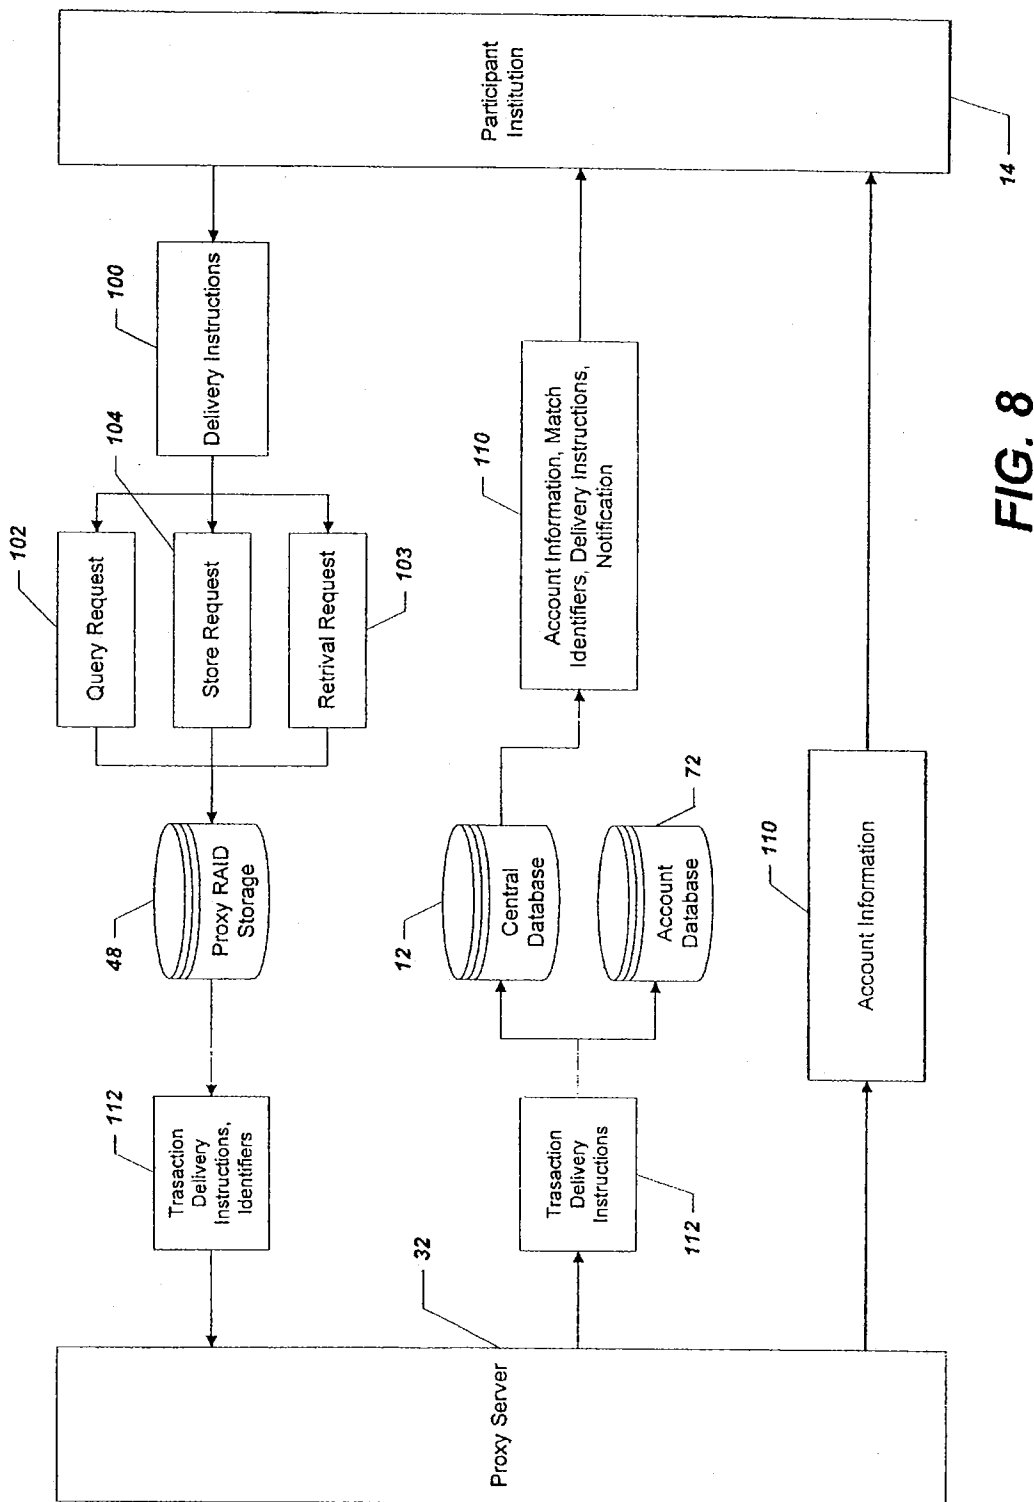 Participant
Institution
14
100
Delivery Instructions
102
Query Request
104
Store Request
Retrival Request
103
48
Proxy RAID
Storage
112
Trasaction
Delivery
Instructions,
Identifiers
110
Account Information, Match
Identifiers, Delivery Instructions,
Notification
12
Central
Database
72
Account
Database
Trasaction
Delivery
Instructions
112
110
Account Information
32
Proxy Server
FIG. 8